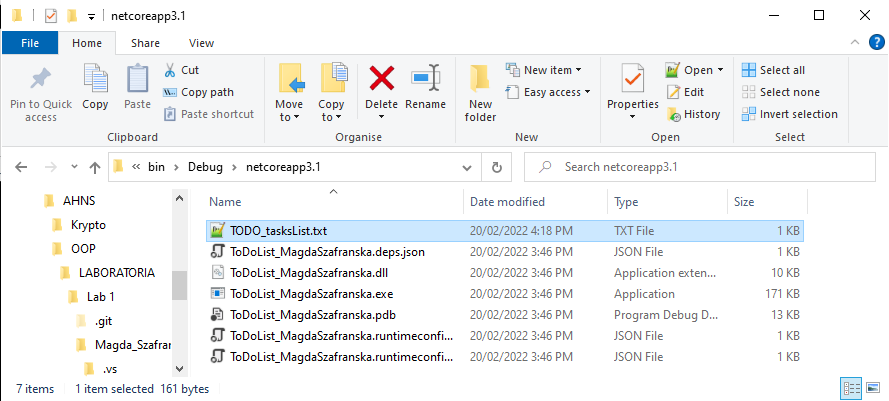 netcoreapp3.1
File Home Share View
Pin to Quick access
Copy
Paste
Cut
Copy path
Paste shortcut
Clipboard
Move to
Copy to
Delete
Rename
Organise
New folder
New item
Easy access
New
Properties
Open
Edit
History
Open
Select all
Select none
Invert selection
Select
« bin > Debug > netcoreapp3.1
Search netcoreapp3.1
AHNS
Krypto
OOP
LABORATORIA
Lab 1
.git
Magda_Szafrar
.vs
Name Date modified Type Size
TODO_tasksList.txt 20/02/2022 4:18 PM TXT File 1 KB
ToDoList_MagdaSzafranska.deps.json 20/02/2022 3:46 PM JSON File 1 KB
ToDoList_MagdaSzafranska.dll 20/02/2022 3:46 PM Application exten... 10 KB
ToDoList_MagdaSzafranska.exe 20/02/2022 3:46 PM Application 171 KB
ToDoList_MagdaSzafranska.pdb 20/02/2022 3:46 PM Program Debug D... 13 KB
ToDoList_MagdaSzafranska.runtimeconfi... 20/02/2022 3:46 PM JSON File 1 KB
ToDoList_MagdaSzafranska.runtimeconfi... 20/02/2022 3:46 PM JSON File 1 KB
7 items 1 item selected 161 bytes